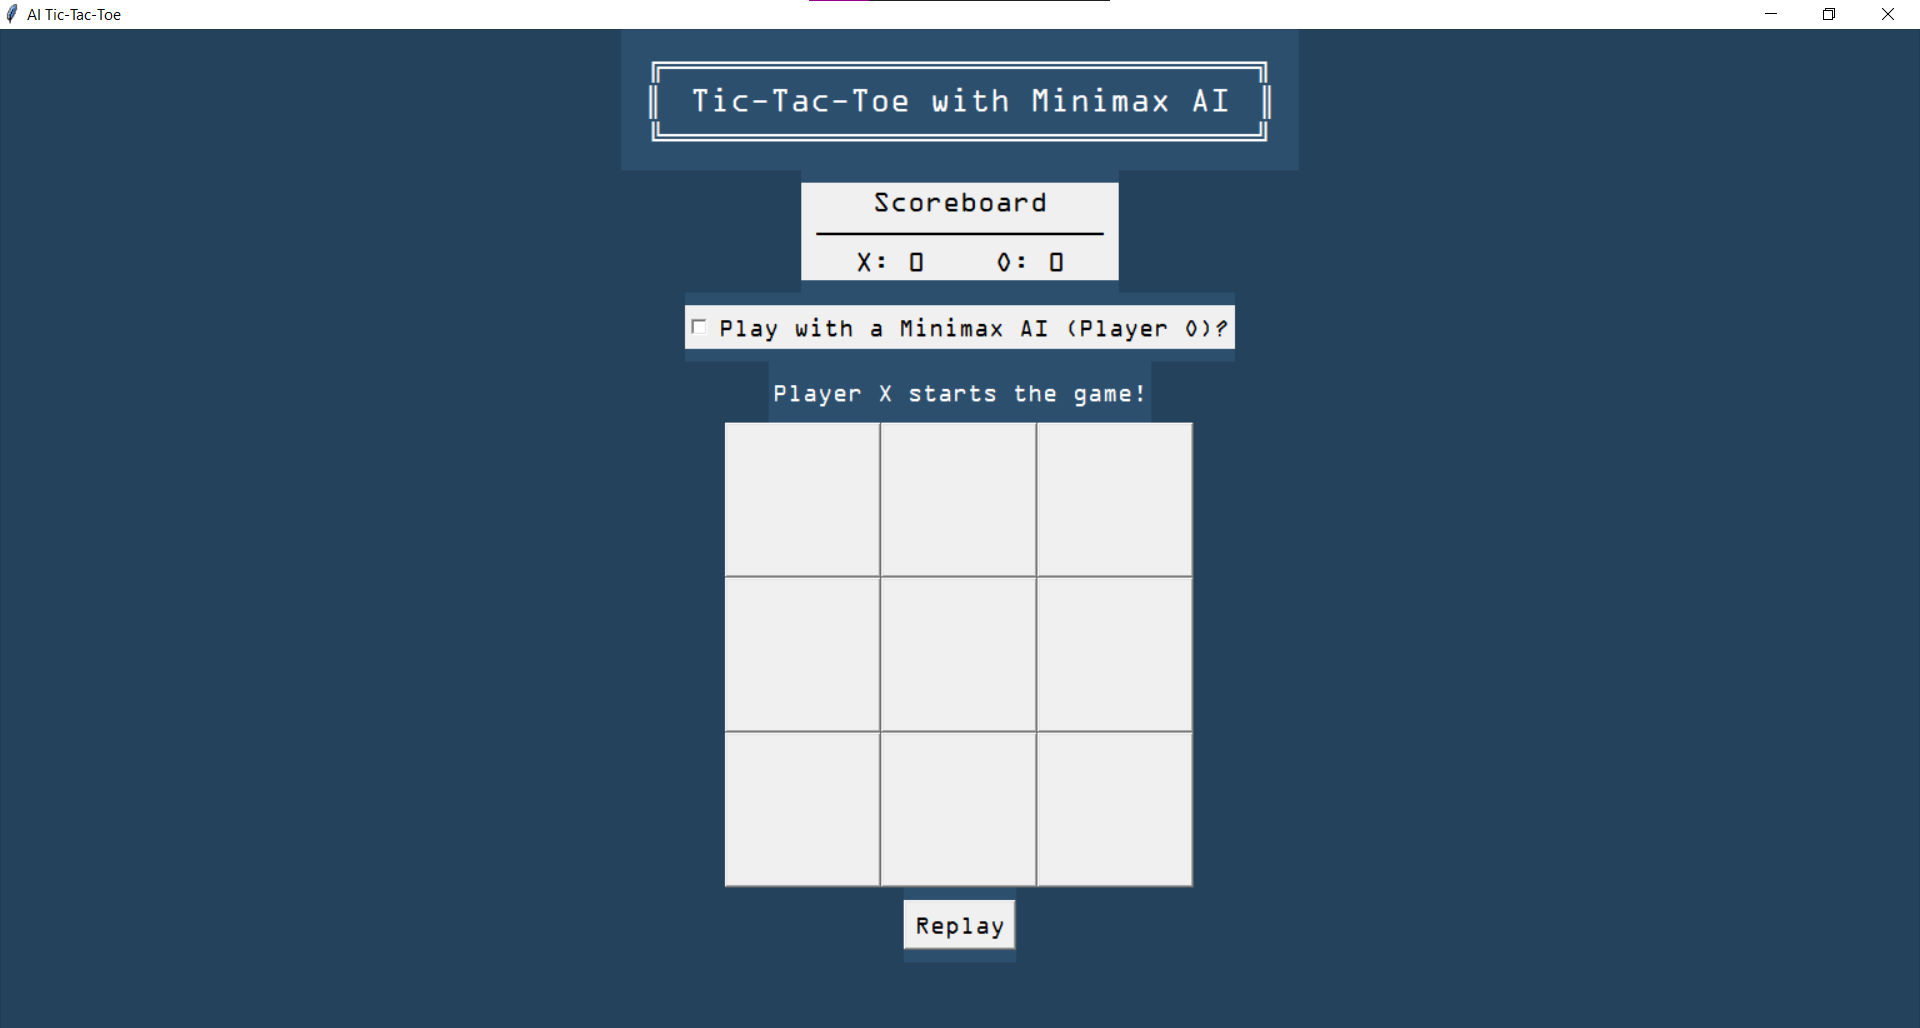 AI Tic-Tac-Toe
Tic-Tac-Toe with Minimax AI
Scoreboard
X: 0 O: 0
Play with a Minimax AI (Player O)?
Player X starts the game!
Replay